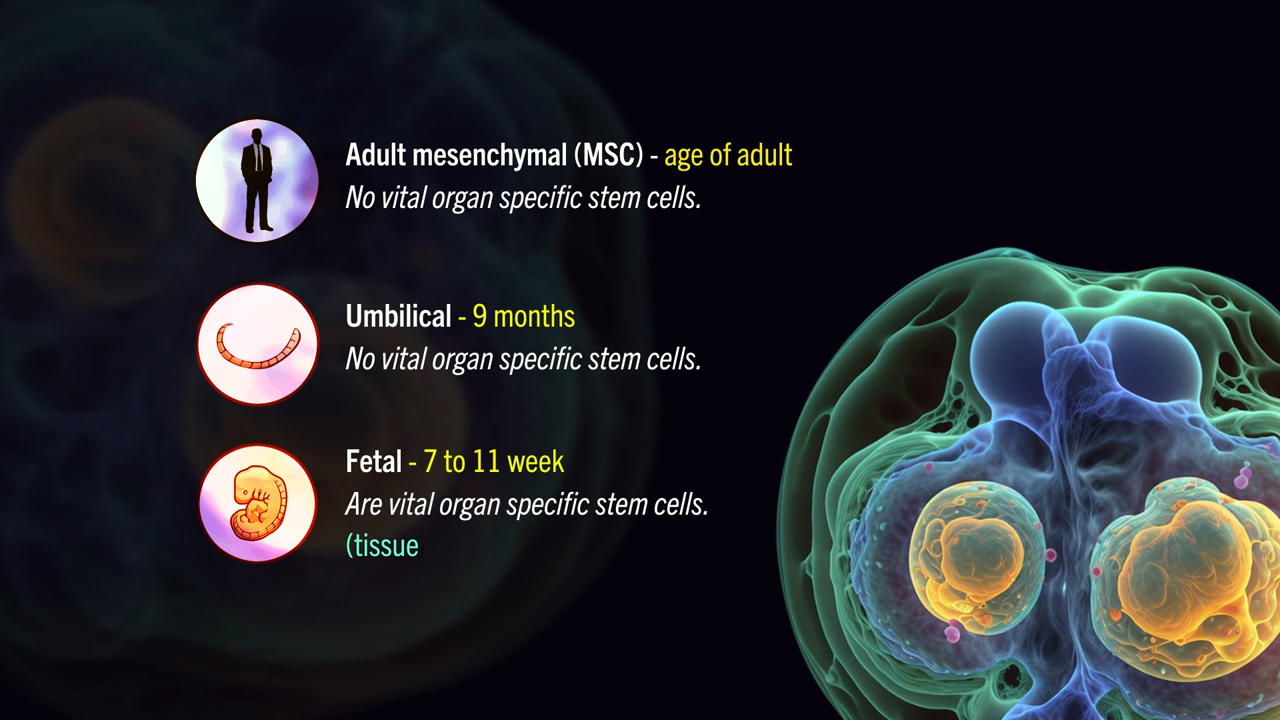 Adult mesenchymal (MSC) - age of adult
No vital organ specific stem cells.
Umbilical - 9 months
No vital organ specific stem cells.
Fetal - 7 to 11 week
Are vital organ specific stem cells.
(tissue